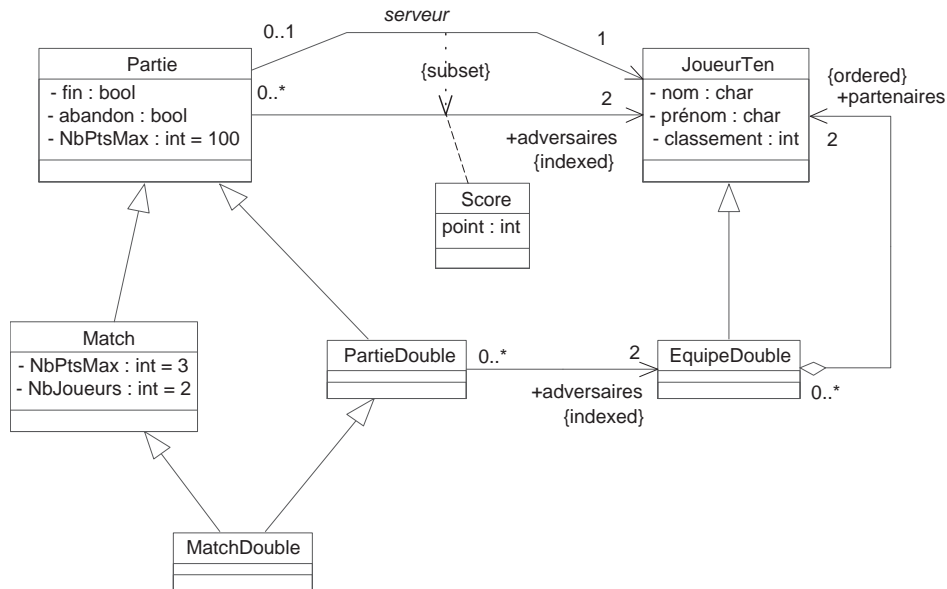 serveur
0..1
1
Partie
- fin : bool
- abandon : bool
- NbPtsMax : int = 100
0..*
{subset}
2
+adversaires
{indexed}
JoueurTen
- nom : char
- prénom : char
- classement : int
{ordered}
+partenaires
2
Score
point : int
Match
- NbPtsMax : int = 3
- NbJoueurs : int = 2
PartieDouble
0..*
2
+adversaires
{indexed}
EquipeDouble
0..*
MatchDouble